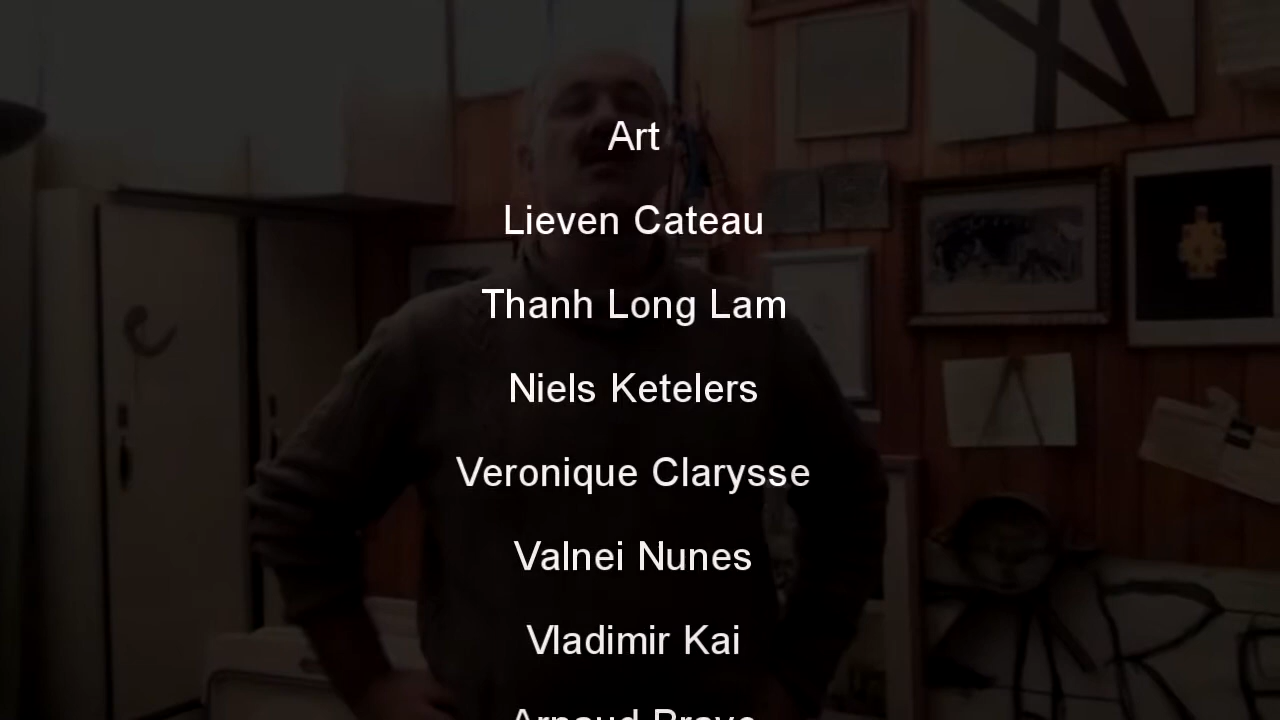 Art
Lieven Cateau
Thanh Long Lam
Niels Ketelers
Veronique Clarysse
Valnei Nunes
Vladimir Kai